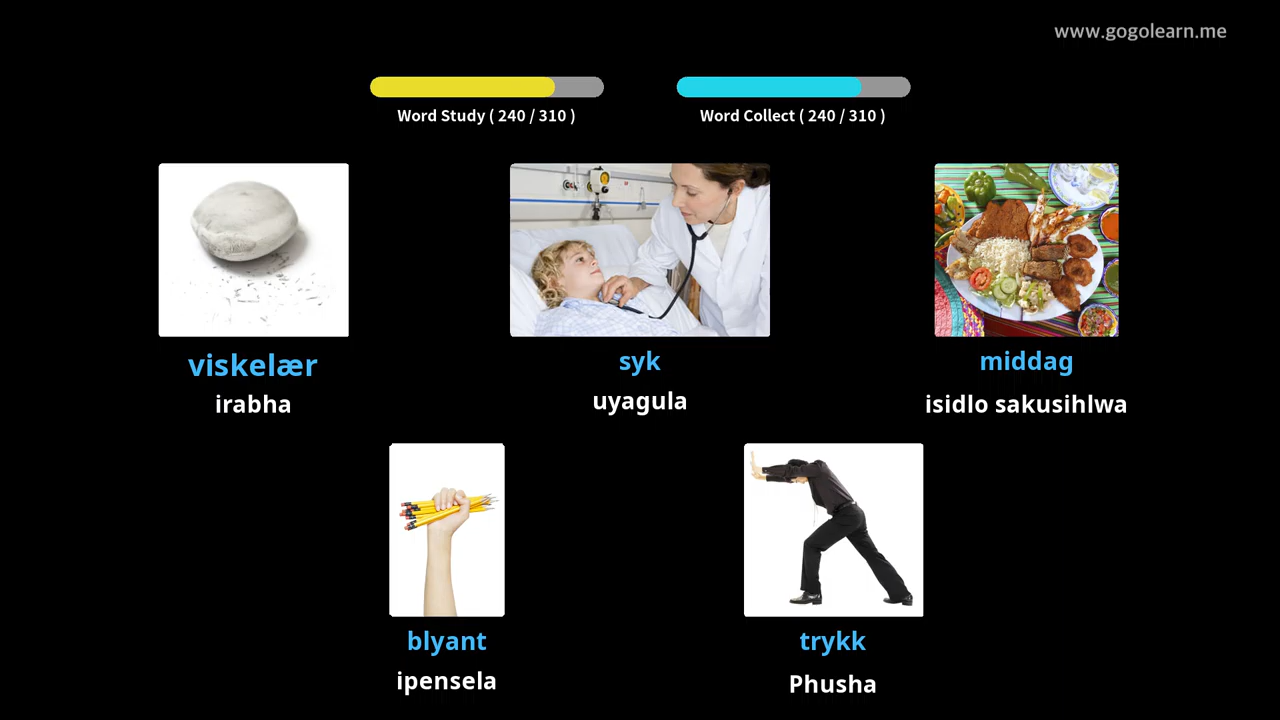 www.gogolearn.me
Word Study ( 240 / 310 )
Word Collect ( 240 / 310 )
viskelær
irabha
syk
uyagula
middag
isidlo sakusihlwa
blyant
ipensela
trykk
Phusha